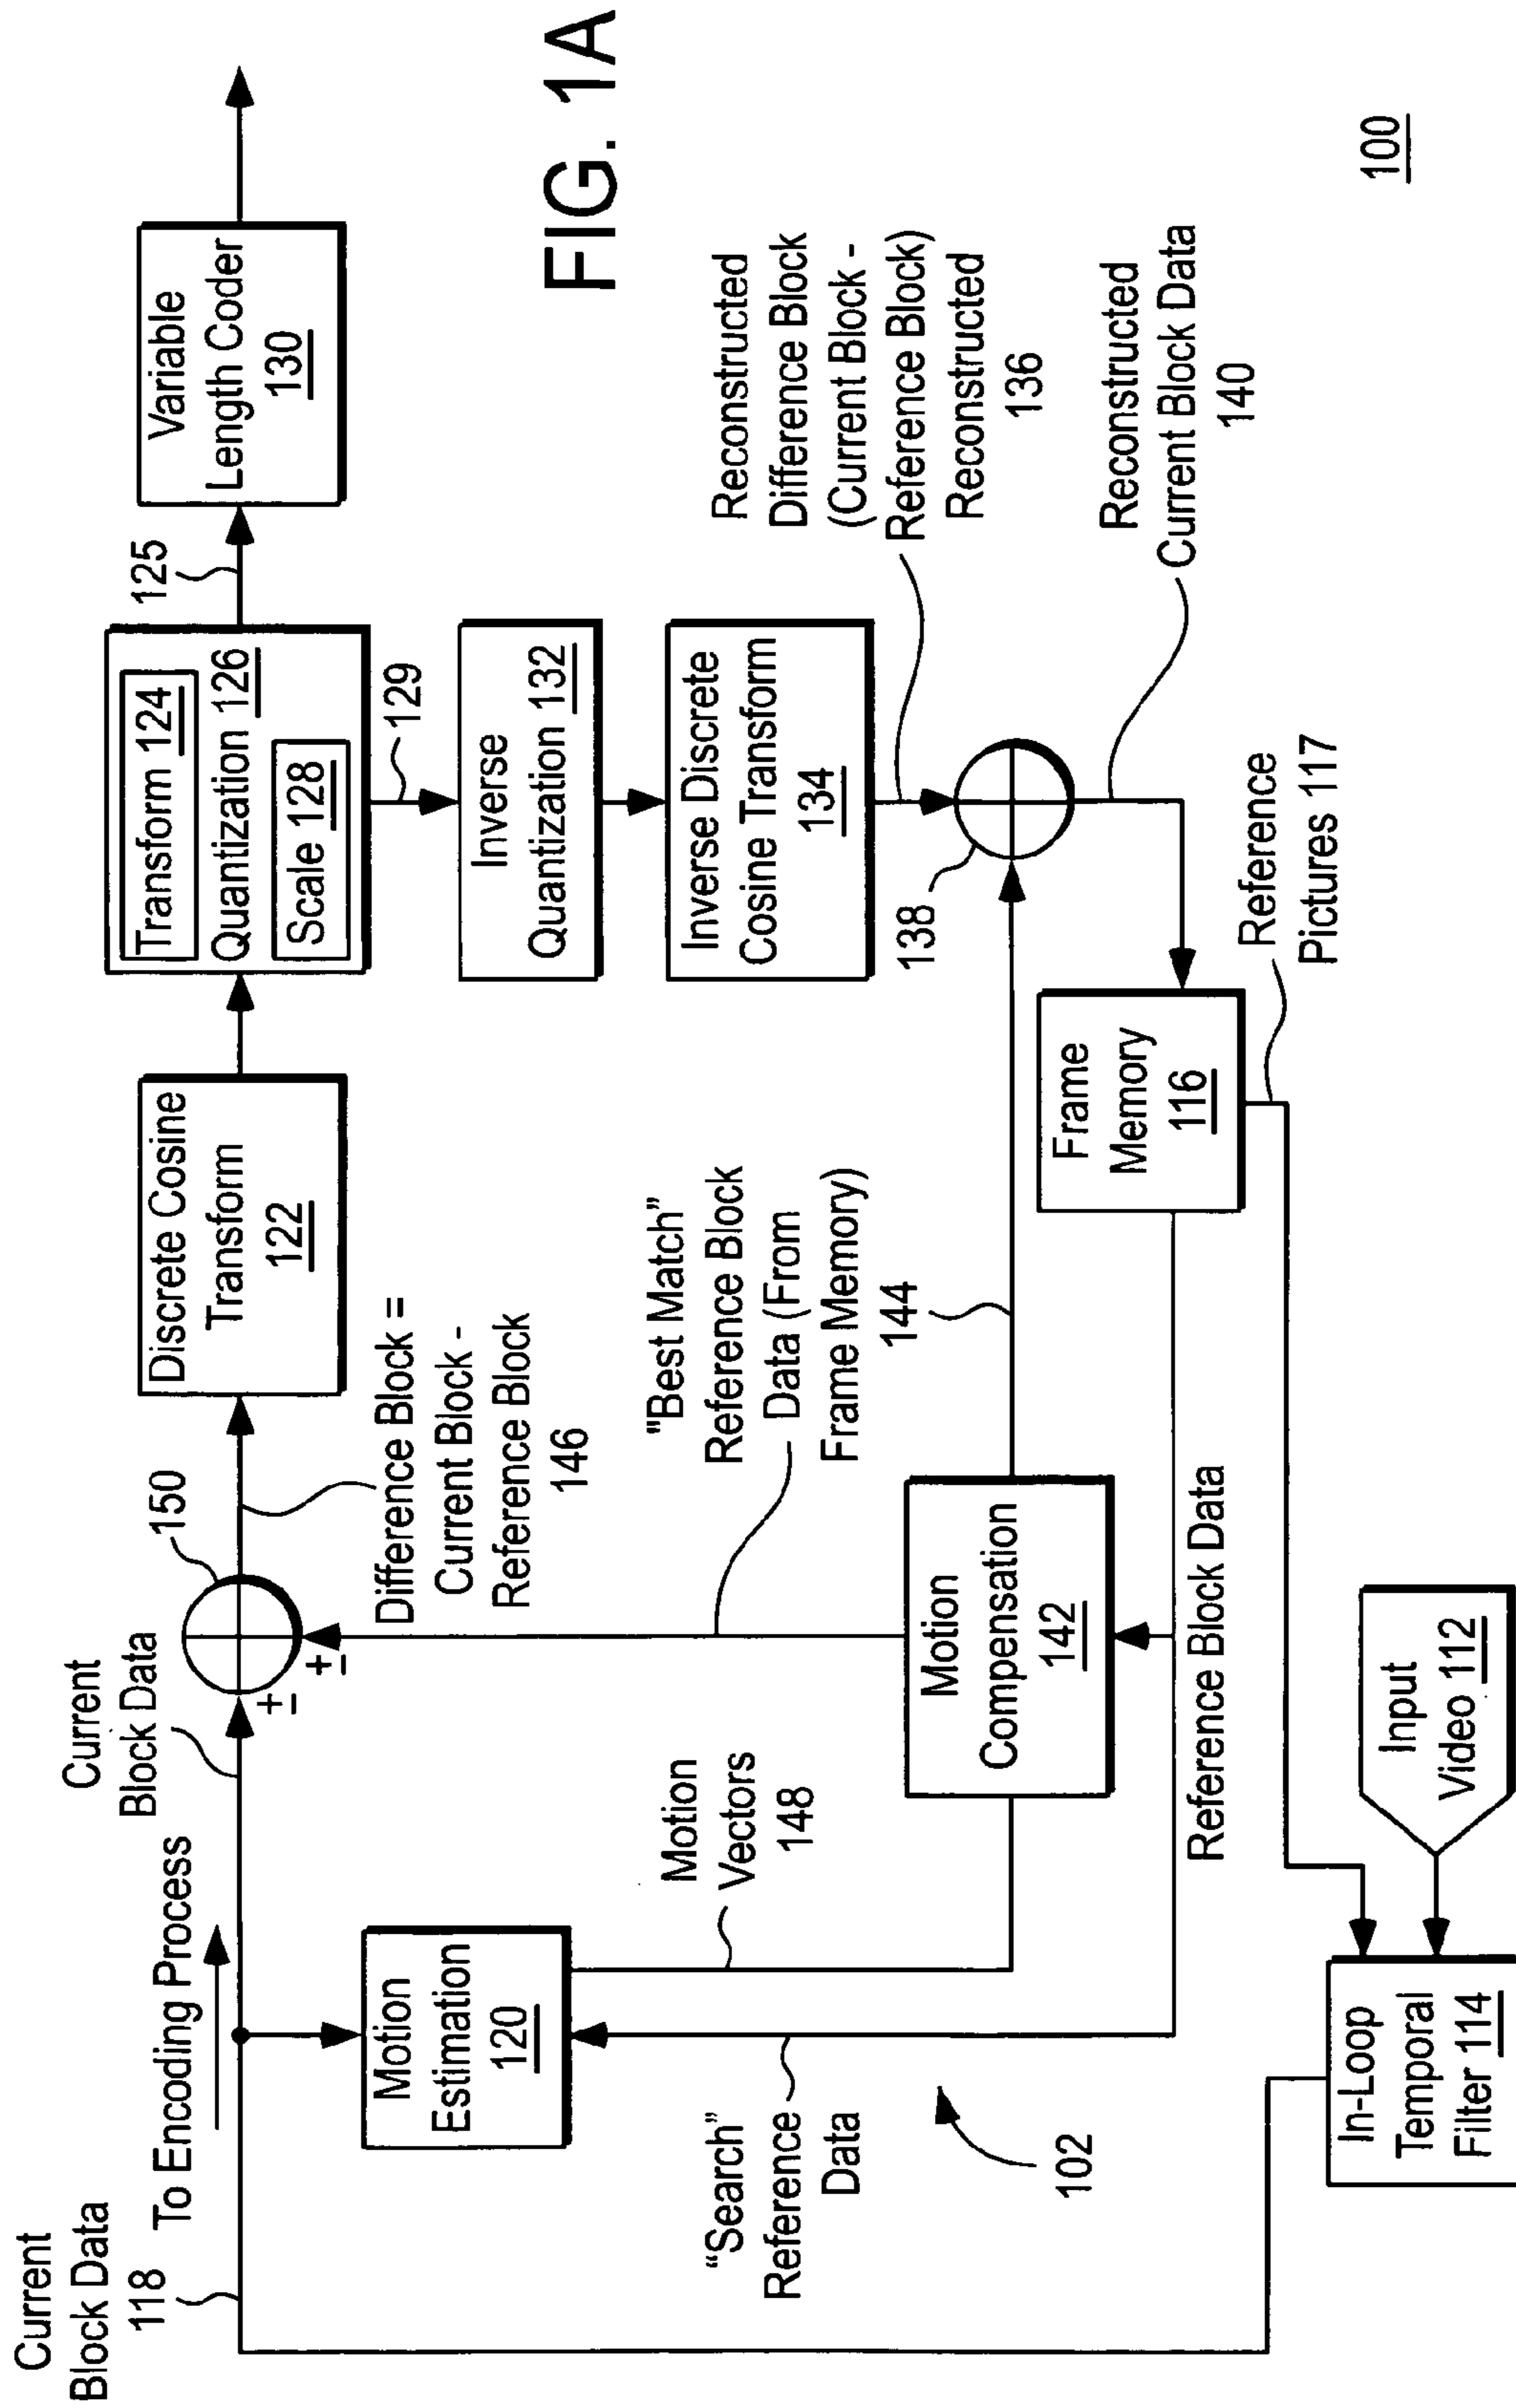 Current
Block Data
118
To Encoding Process
Current
Block Data
150
±
±
Difference Block =
Current Block -
Reference Block
146
Discrete Cosine
Transform
122
Transform 124
Quantization 126
Scale 128
125
Variable
Length Coder
130
129
Inverse
Quantization 132
Inverse Discrete
Cosine Transform
134
Reconstructed
Difference Block
(Current Block -
Reference Block)
Reconstructed
136
138
Reconstructed
Current Block Data
140
Motion
Estimation
120
Motion
Vectors
148
"Best Match"
Reference Block
Data (From
Frame Memory)
144
Motion
Compensation
142
Frame
Memory
116
Reference
Pictures 117
"Search"
Reference
Data
102
Reference Block Data
In-Loop
Temporal
Filter 114
Input
Video 112
100
FIG. 1A